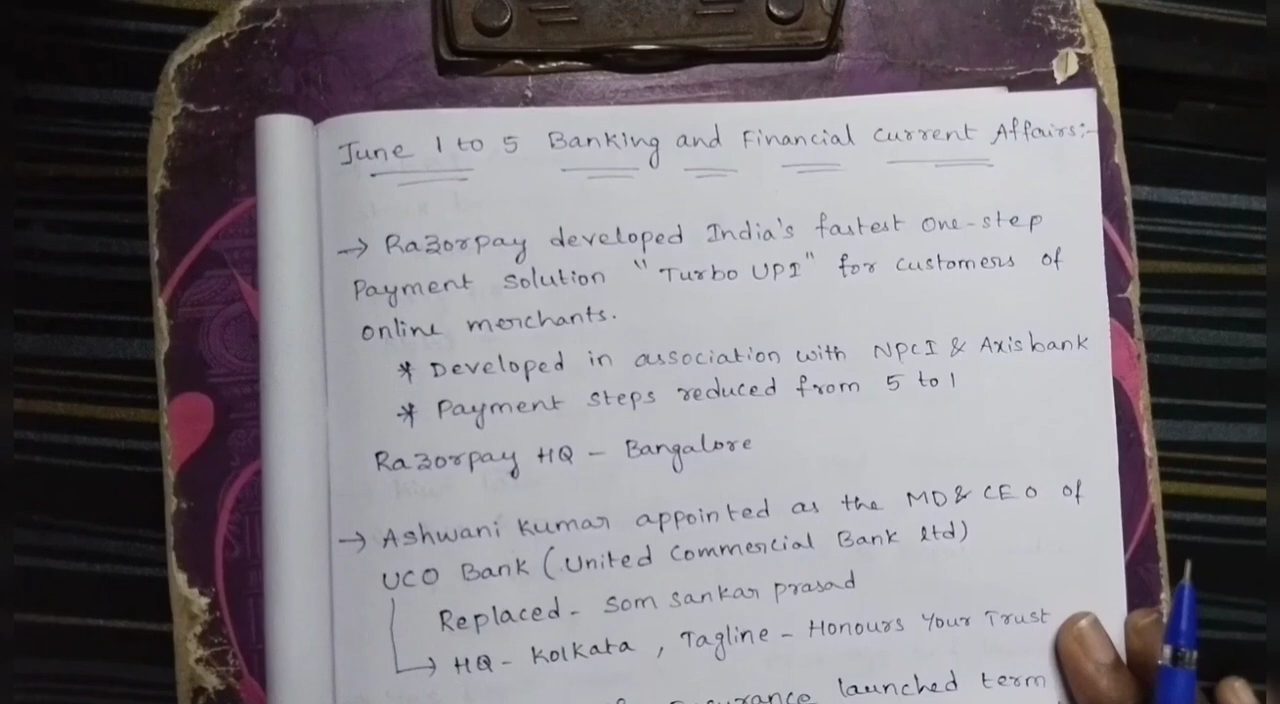 June 1 to 5 Banking and Financial Current Affairs:-
→ Razorpay developed India's fastest one-step
Payment solution "Turbo UPI" for customers of
online merchants.
* Developed in association with NPCI & Axis bank
* Payment steps reduced from 5 to 1
Razorpay HQ - Bangalore
→ Ashwani Kumar appointed as the MD & CEO of
UCO Bank (United Commercial Bank ltd)
Replaced - Som Sankar prasad
→ HQ - Kolkata , Tagline - Honours Your Trust
launched term